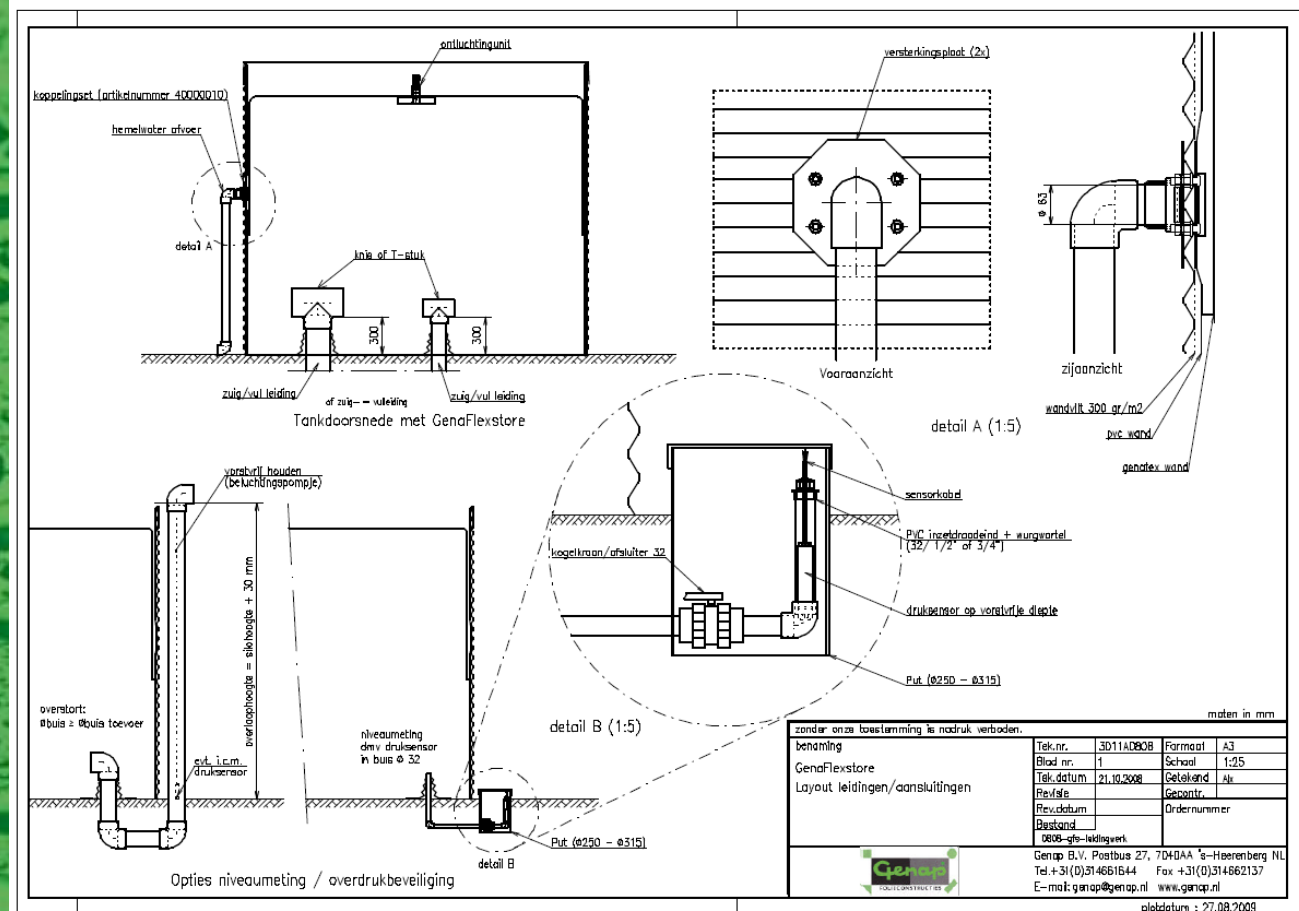 ontluchtingunit
koppelingset (artikelnummer 40000010)
hemelwater afvoer
detail A
knie of T-stuk
300
300
zuig/vul leiding
of zuig- = vulleiding
zuig/vul leiding
Tankdoorsnede met GenaFlexstore
versterkingsplaat (2x)
Vooraanzicht
ø 63
zijaanzicht
wandvilt 300 gr/m2
pvc wand
genaflex wand
detail A (1:5)
vorstvrij houden
(beluchtingspompje)
overloophoogte = silohoogte + 30 mm
overstort:
Øbuis ≥ Øbuis toevoer
evt. i.c.m.
druksensor
niveaumeting
dmv druksensor
in buis Ø 32
Put (ø250 - ø315)
detail B
Opties niveaumeting / overdrukbeveiliging
sensorkabel
PVC inzetdraadeind + wurgwartel
(32/ 1/2" of 3/4")
kogelkraan/afsluiter 32
druksensor op vorstvrije diepte
Put (ø250 - ø315)
detail B (1:5)
maten in mm
zonder onze toestemming is nadruk verboden.
benaming
GenaFlexstore
Layout leidingen/aansluitingen
Tek.nr. 3D11AD808 Formaat A3
Blad nr. 1 Schaal 1:25
Tek.datum 21.10.2008 Getekend
Revisie Gecontr.
Rev.datum Ordernummer
Bestand
0808-gfs-leidingwerk
Genap
FOLIECONSTRUCTIES
Genap B.V. Postbus 27, 7040AA 's-Heerenberg NL
Tel.+31(0)314661644 Fax +31(0)314662137
E-mail: genap@genap.nl www.genap.nl
plotdatum : 27.08.2009